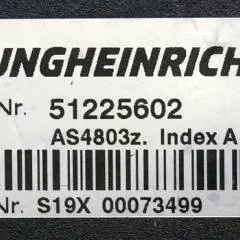 UNGHEINRICH
Nr. 51225602
AS4803z. Index A
Nr. S19X 00073499